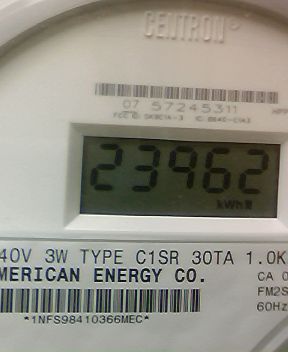 CENTRON®
07 57245311
23962
kWh
40V 3W TYPE C1SR 30TA 1.0K
MERICAN ENERGY CO.
CA 0
FM2S
60Hz
*1NFS98410366MEC*